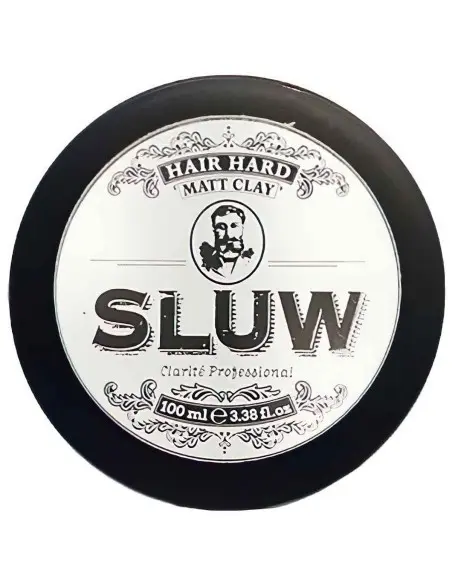 HAIR HARD
MATT CLAY
SLUW
Clarité Professional
100 ml ℮ 3.38 fl.oz